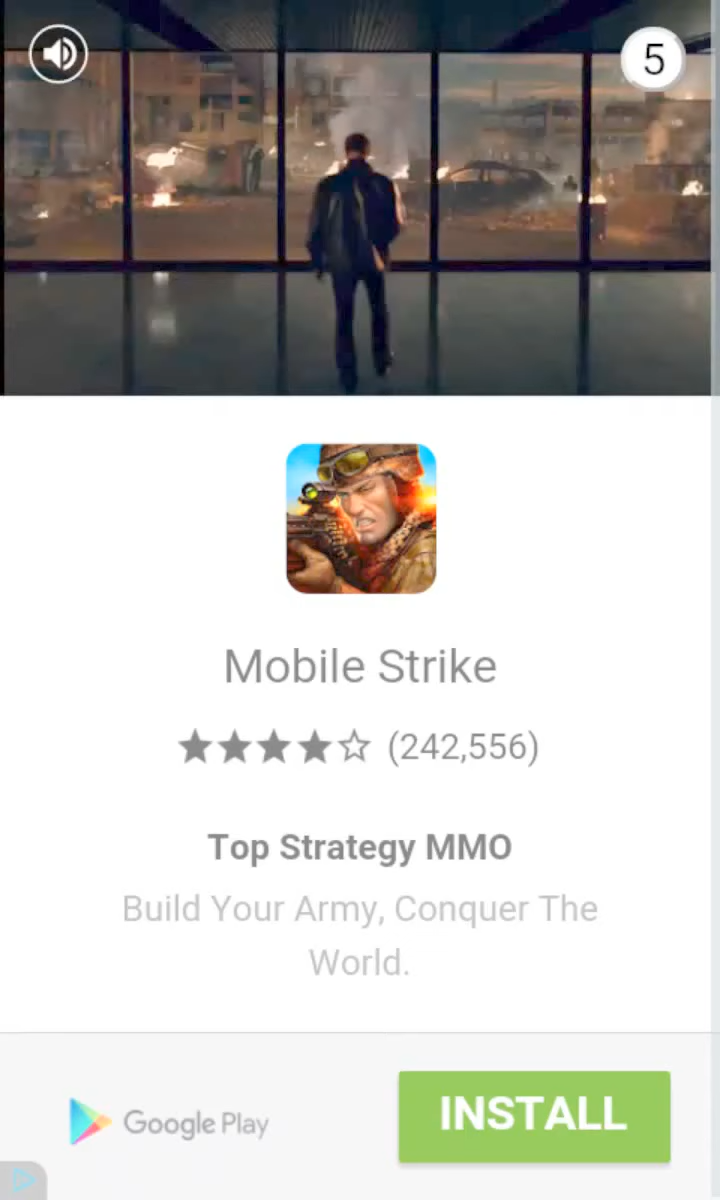 5
Mobile Strike
(242,556)
Top Strategy MMO
Build Your Army, Conquer The
World.
Google Play
INSTALL